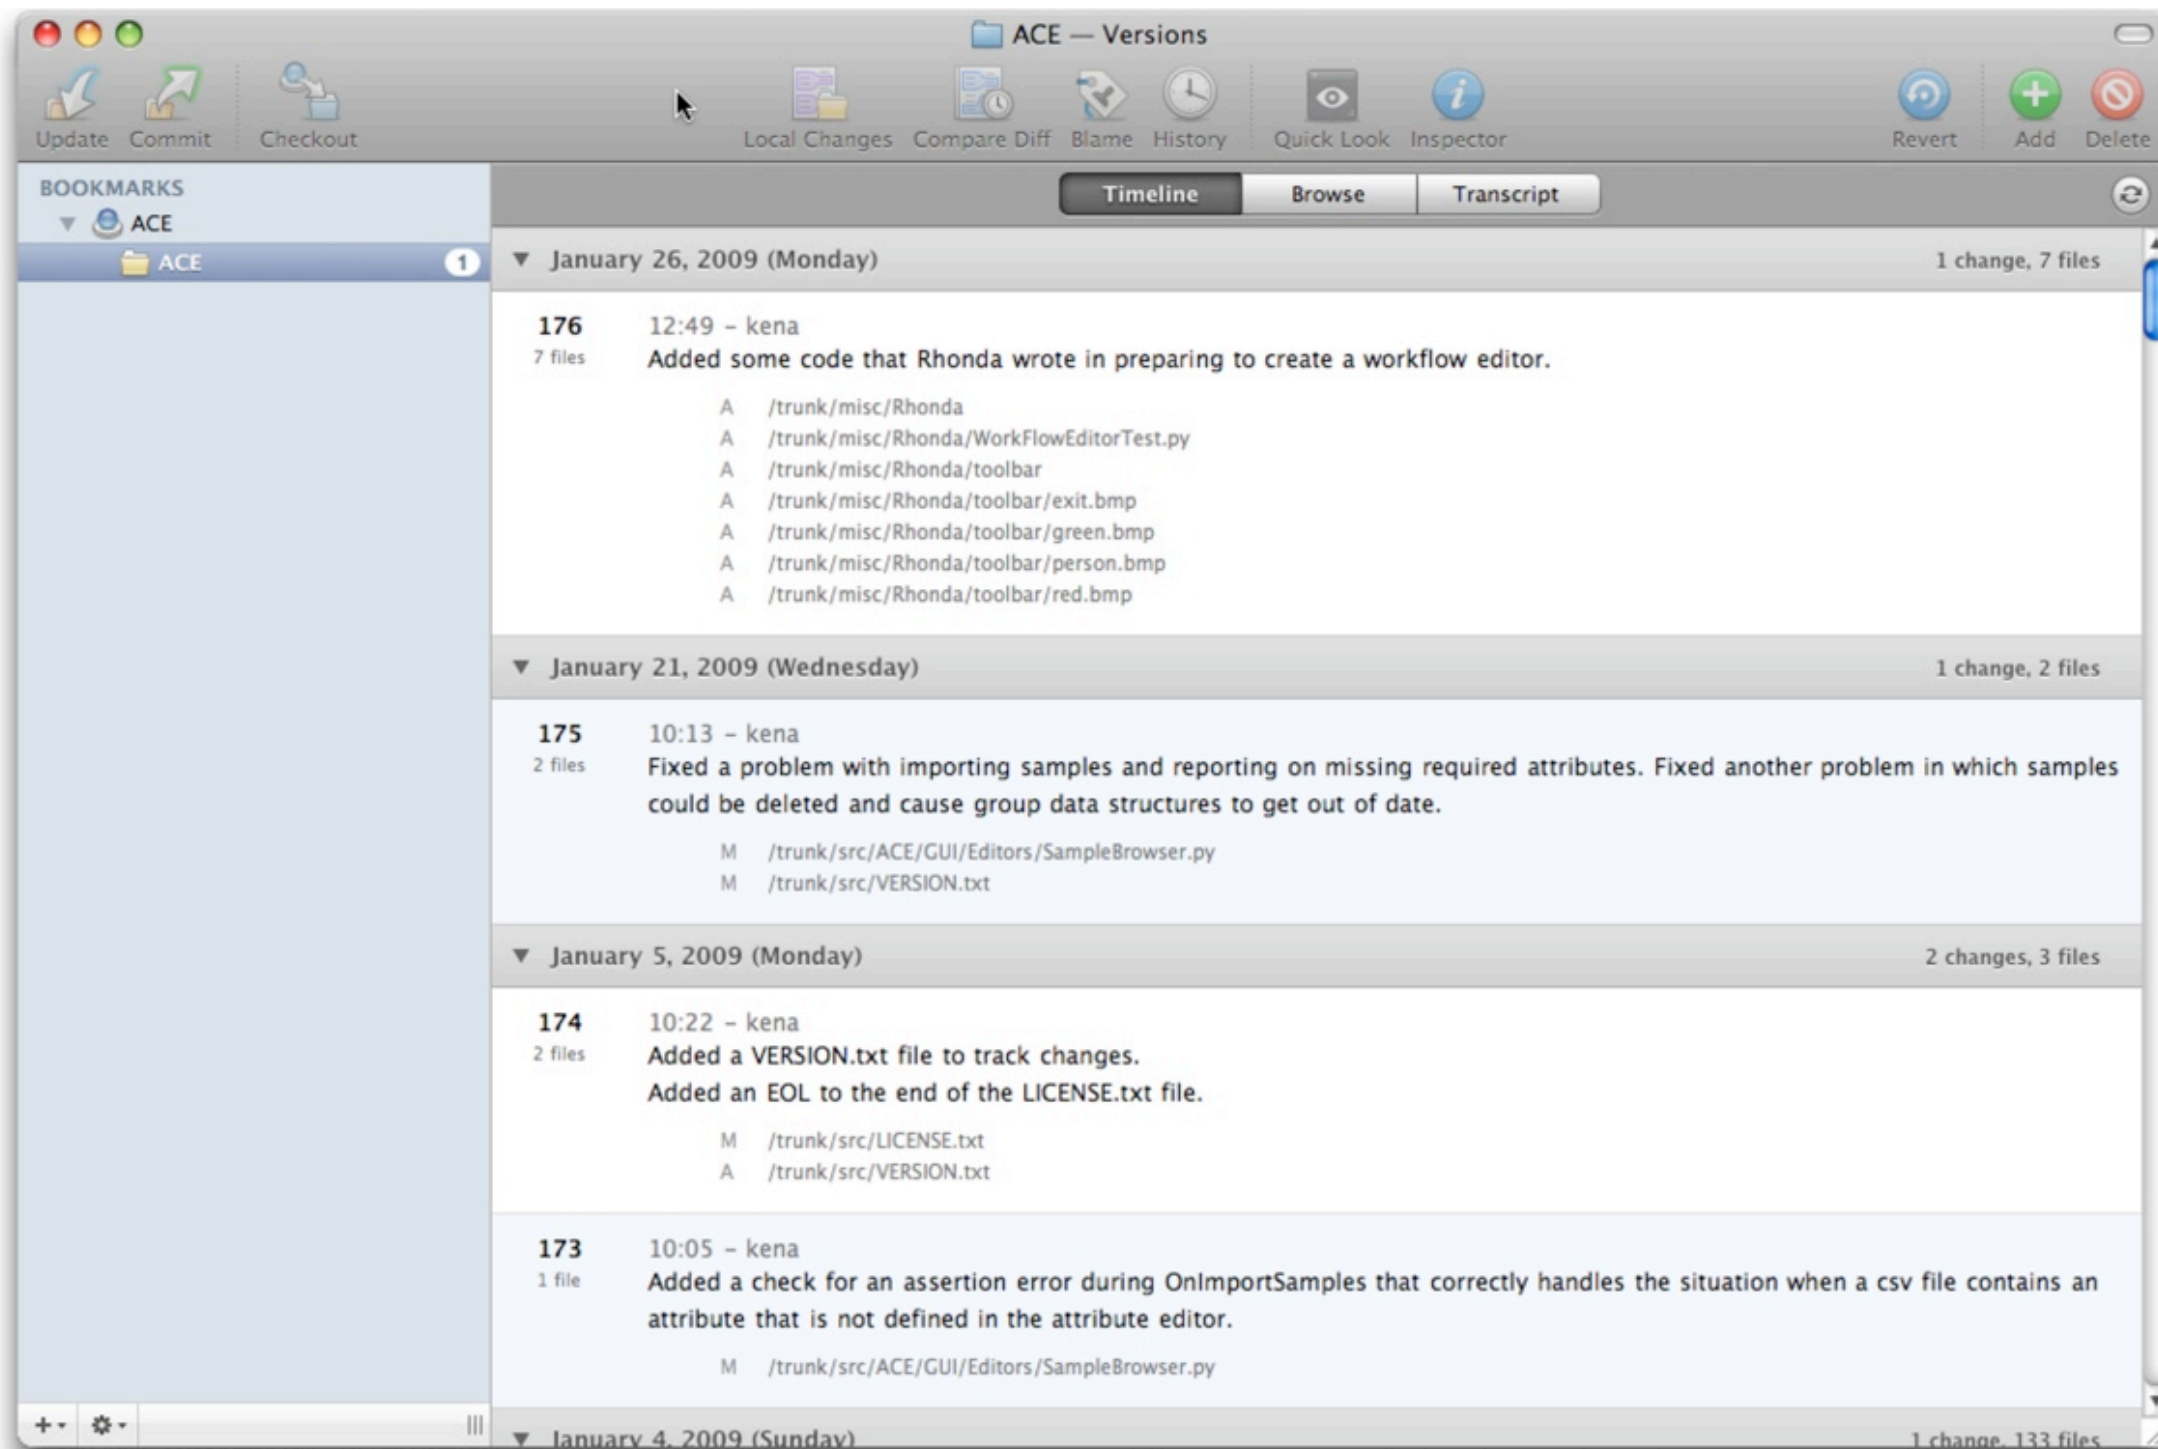 ACE — Versions
Update Commit Checkout Local Changes Compare Diff Blame History Quick Look Inspector Revert Add Delete
BOOKMARKS
ACE
ACE 1
Timeline Browse Transcript
January 26, 2009 (Monday) 1 change, 7 files
176 12:49 – kena
7 files Added some code that Rhonda wrote in preparing to create a workflow editor.
A /trunk/misc/Rhonda
A /trunk/misc/Rhonda/WorkFlowEditorTest.py
A /trunk/misc/Rhonda/toolbar
A /trunk/misc/Rhonda/toolbar/exit.bmp
A /trunk/misc/Rhonda/toolbar/green.bmp
A /trunk/misc/Rhonda/toolbar/person.bmp
A /trunk/misc/Rhonda/toolbar/red.bmp
January 21, 2009 (Wednesday) 1 change, 2 files
175 10:13 – kena
2 files Fixed a problem with importing samples and reporting on missing required attributes. Fixed another problem in which samples
could be deleted and cause group data structures to get out of date.
M /trunk/src/ACE/GUI/Editors/SampleBrowser.py
M /trunk/src/VERSION.txt
January 5, 2009 (Monday) 2 changes, 3 files
174 10:22 – kena
2 files Added a VERSION.txt file to track changes.
Added an EOL to the end of the LICENSE.txt file.
M /trunk/src/LICENSE.txt
A /trunk/src/VERSION.txt
173 10:05 – kena
1 file Added a check for an assertion error during OnImportSamples that correctly handles the situation when a csv file contains an
attribute that is not defined in the attribute editor.
M /trunk/src/ACE/GUI/Editors/SampleBrowser.py
January 4, 2009 (Sunday) 1 change, 133 files